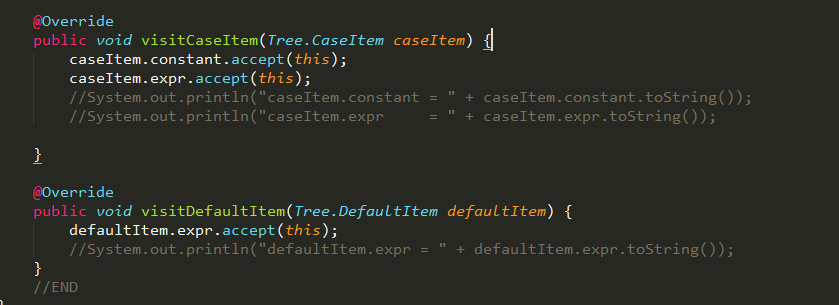 @Override
public void visitCaseItem(Tree.CaseItem caseItem) {
    caseItem.constant.accept(this);
    caseItem.expr.accept(this);
    //System.out.println("caseItem.constant = " + caseItem.constant.toString());
    //System.out.println("caseItem.expr     = " + caseItem.expr.toString());
}
@Override
public void visitDefaultItem(Tree.DefaultItem defaultItem) {
    defaultItem.expr.accept(this);
    //System.out.println("defaultItem.expr = " + defaultItem.expr.toString());
}
//END